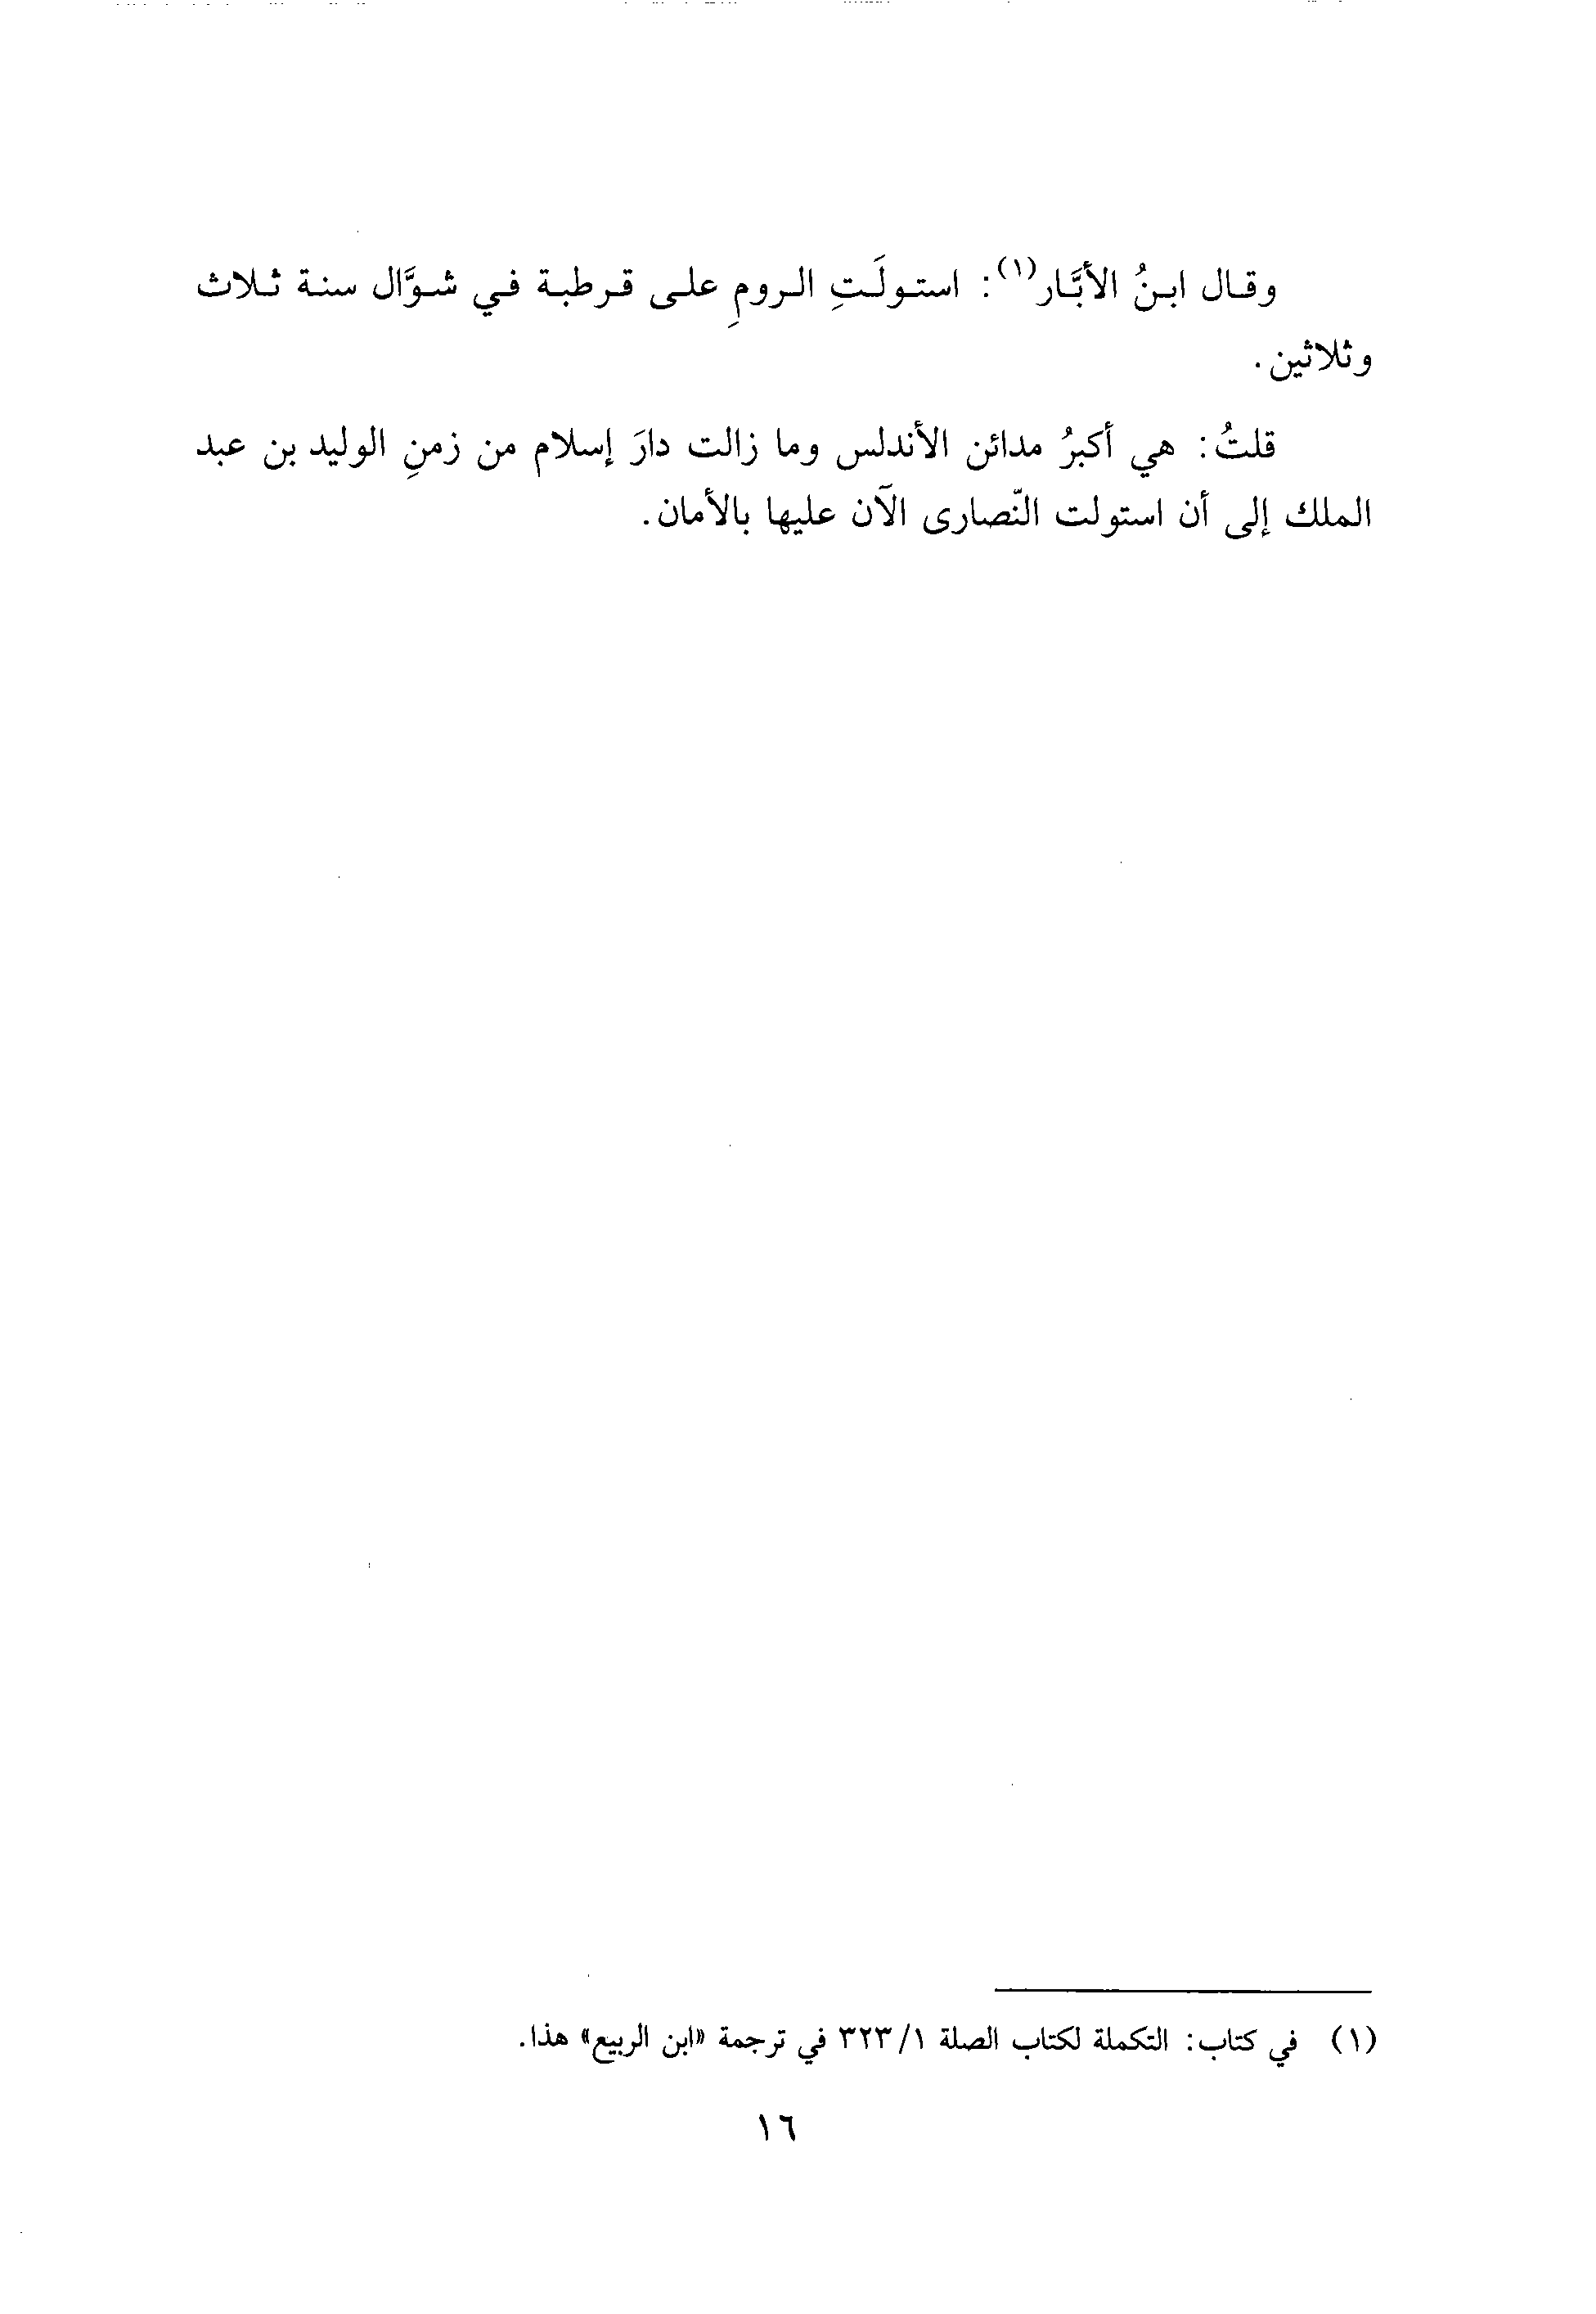 وقال ابنُ الأبَّار(١): استولَتِ الرومِ على قرطبة في شوَّال سنة ثلاث
وثلاثين.
قلتُ: هي أكبرُ مدائن الأندلس وما زالت دارَ إسلام من زمنِ الوليد بن عبد
الملك إلى أن استولت النّصارى الآن عليها بالأمان.
(١) في كتاب: التكملة لكتاب الصلة ١/ ٣٢٣ في ترجمة «ابن الربيع» هذا.
١٦